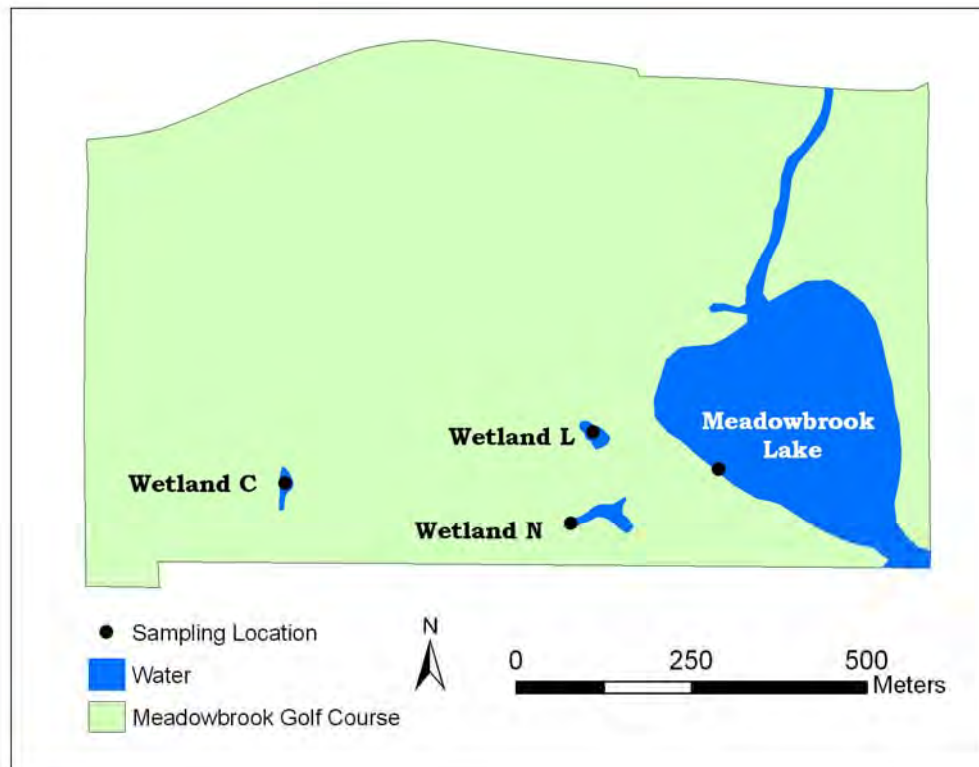 Meadowbrook
Lake
Wetland L
Wetland C
Wetland N
Sampling Location
Water
Meadowbrook Golf Course
N
0 250 500
Meters